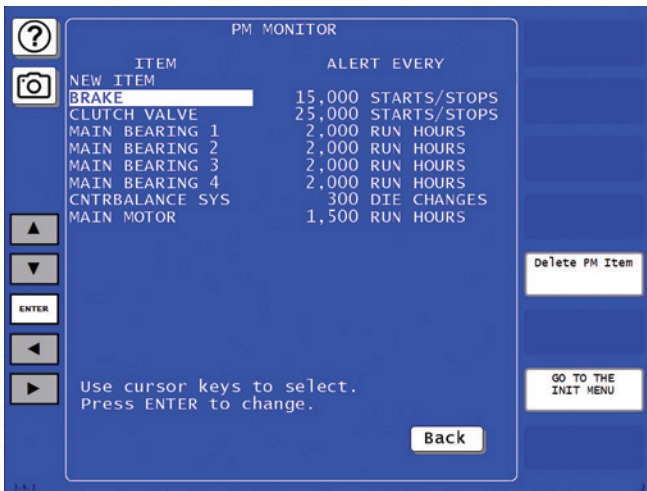 ?
PM MONITOR
ITEM ALERT EVERY
NEW ITEM
BRAKE 15,000 STARTS/STOPS
CLUTCH VALVE 25,000 STARTS/STOPS
MAIN BEARING 1 2,000 RUN HOURS
MAIN BEARING 2 2,000 RUN HOURS
MAIN BEARING 3 2,000 RUN HOURS
MAIN BEARING 4 2,000 RUN HOURS
CNTRBALANCE SYS 300 DIE CHANGES
MAIN MOTOR 1,500 RUN HOURS
Delete PM Item
ENTER
Use cursor keys to select.
Press ENTER to change.
GO TO THE
INIT MENU
Back